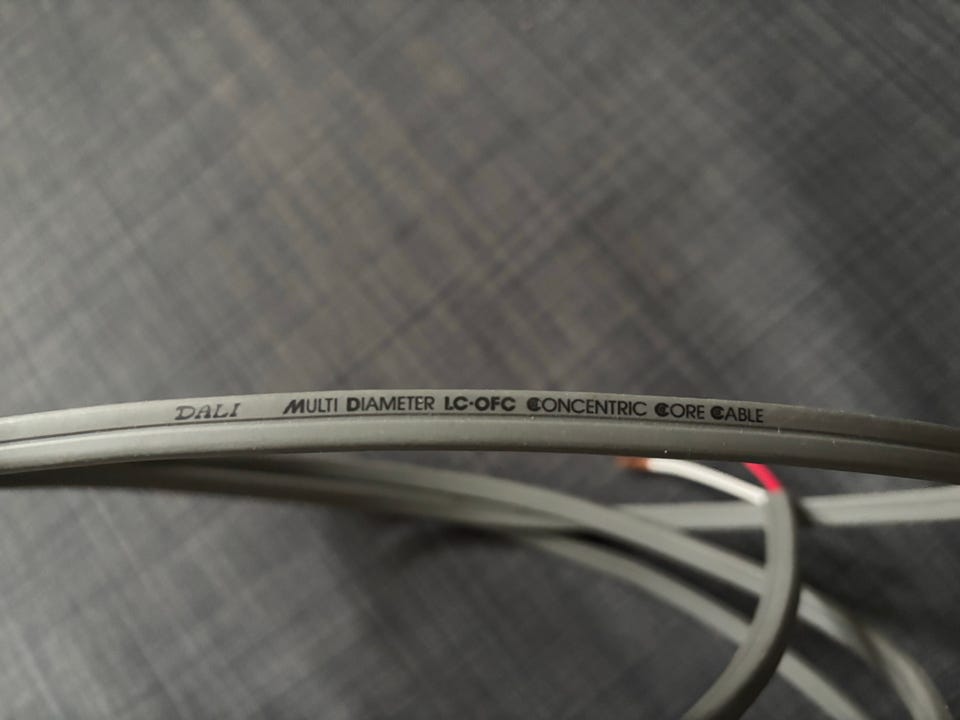 DALI MULTI DIAMETER LC-OFC CONCENTRIC CORE CABLE